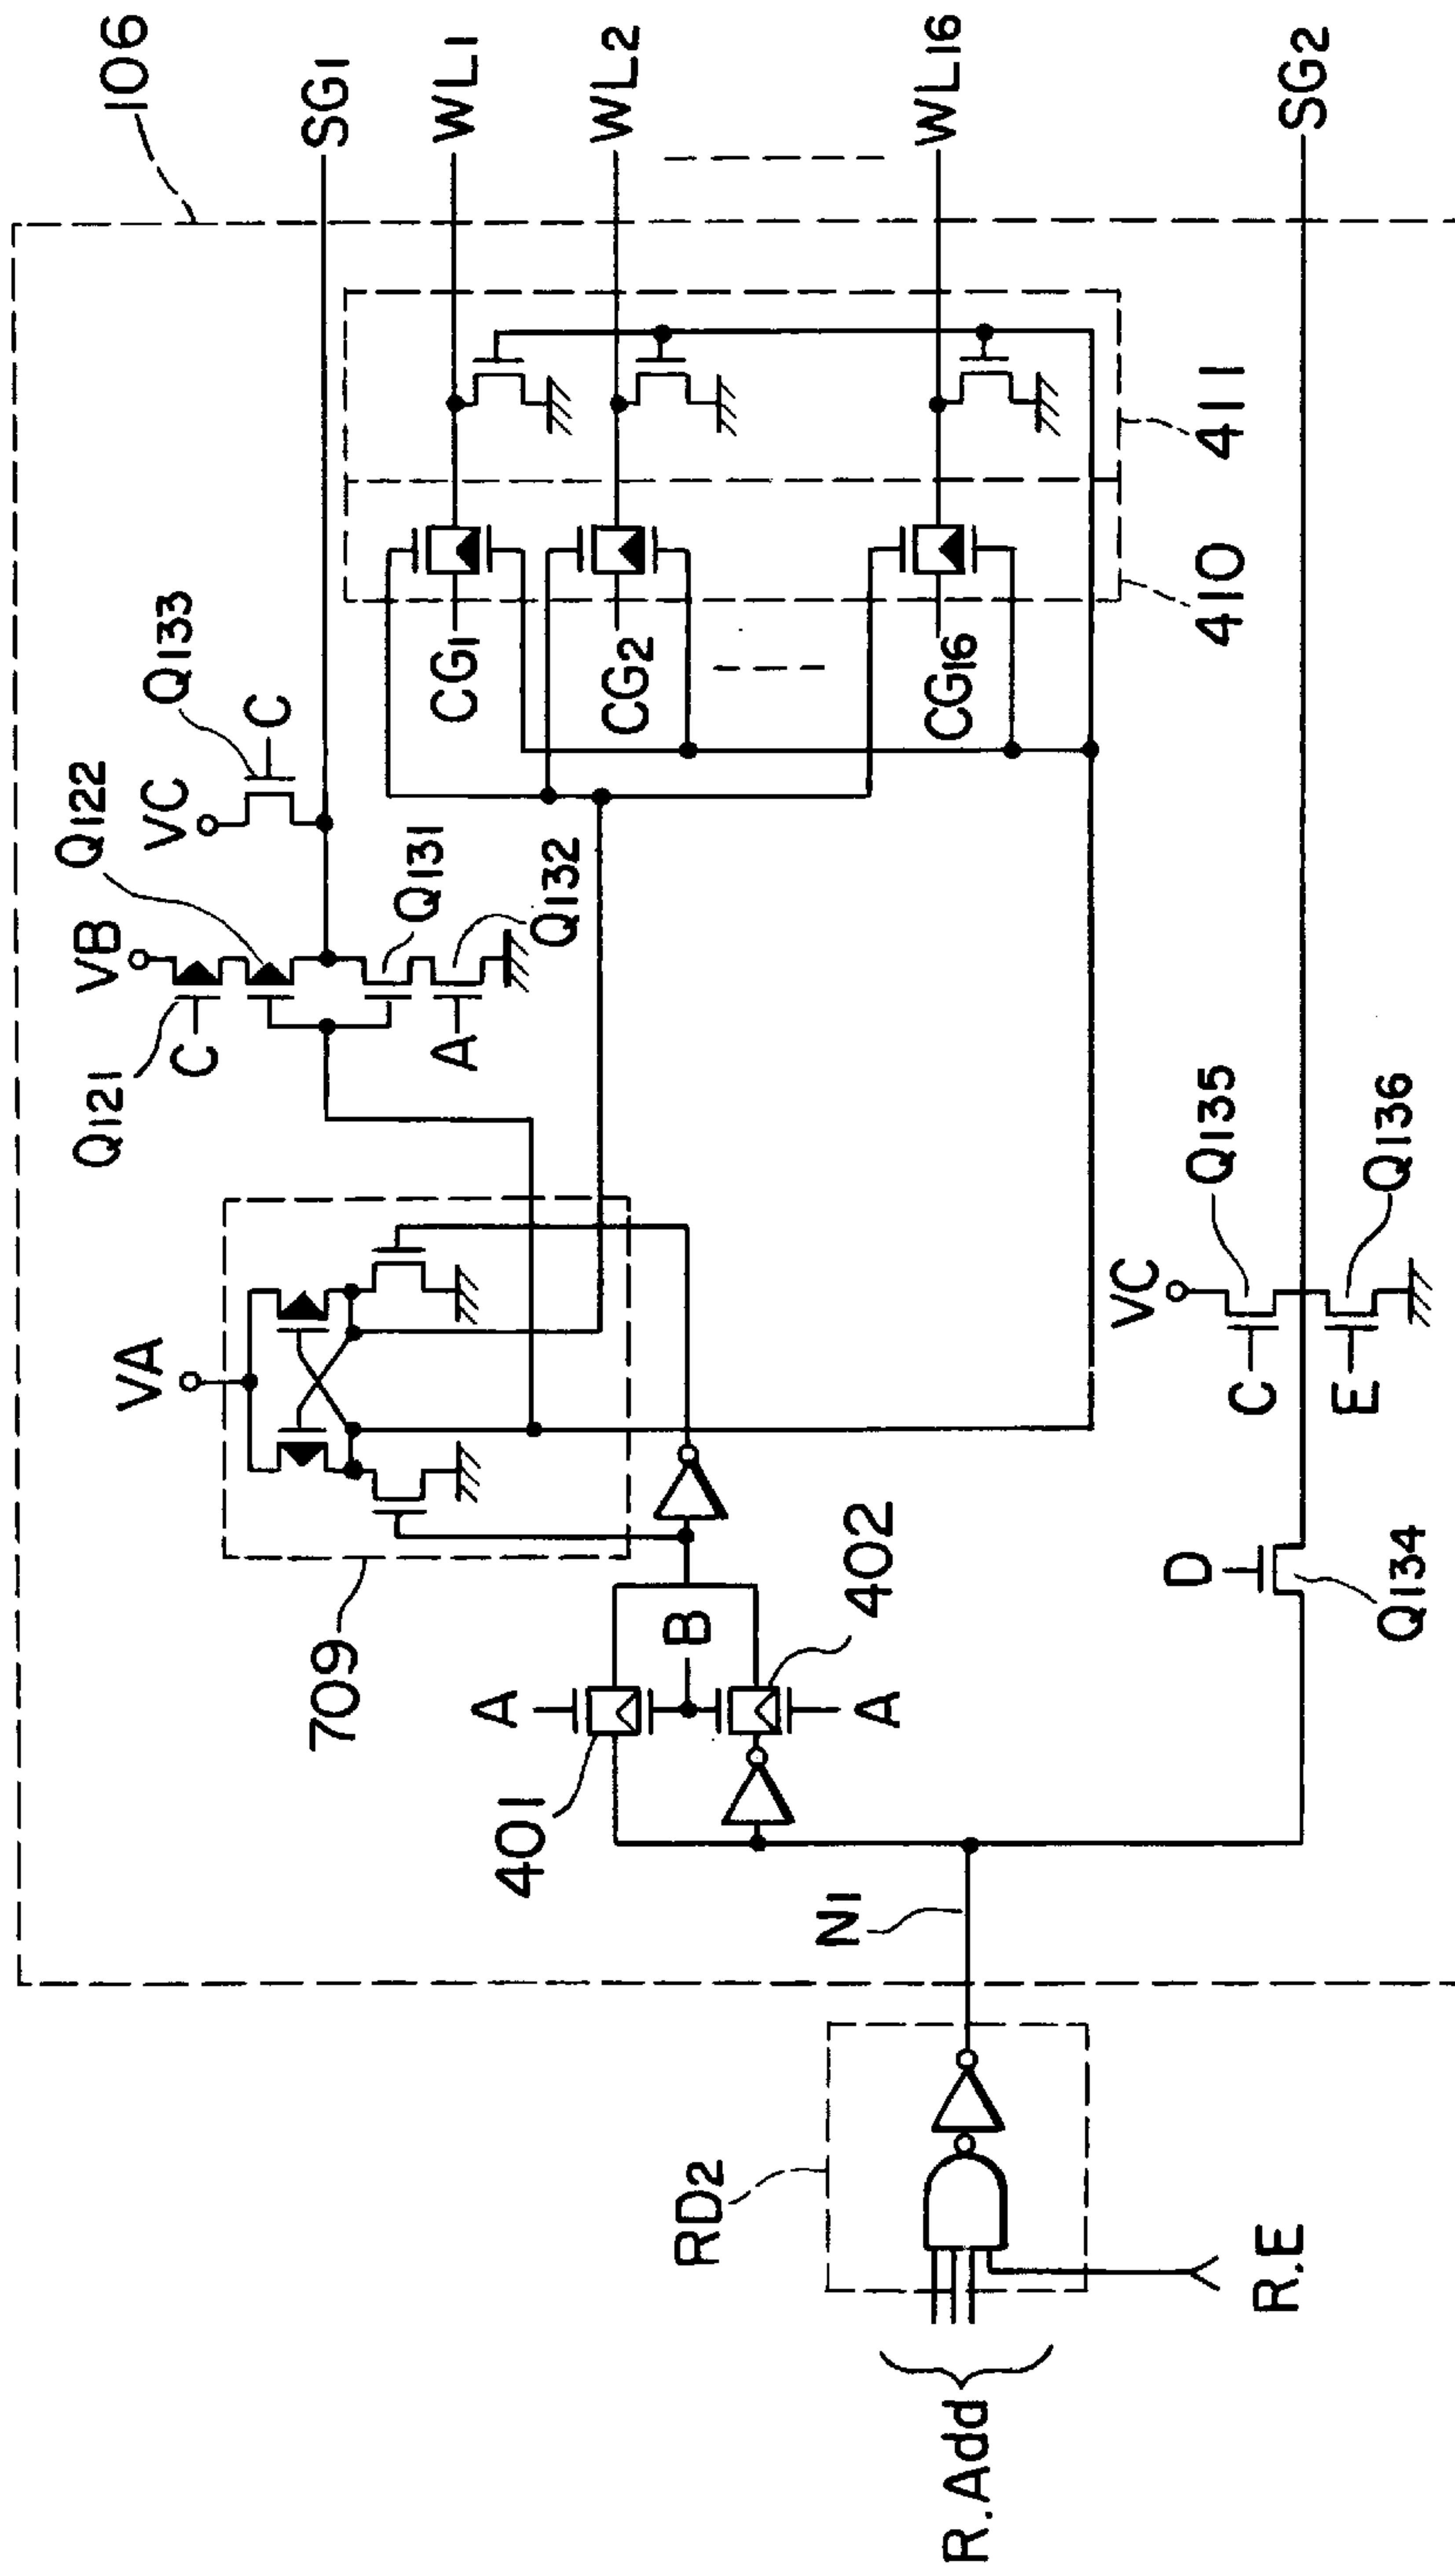 106
SG1
WL1
WL2
WL16
SG2
Q133
C
VC
Q122
VB
Q131
Q132
C
A
Q121
CG1
CG2
CG16
411
410
VA
709
A
B
A
401
402
N1
VC
Q135
Q136
C
E
D
Q134
RD2
R.Add
R.E